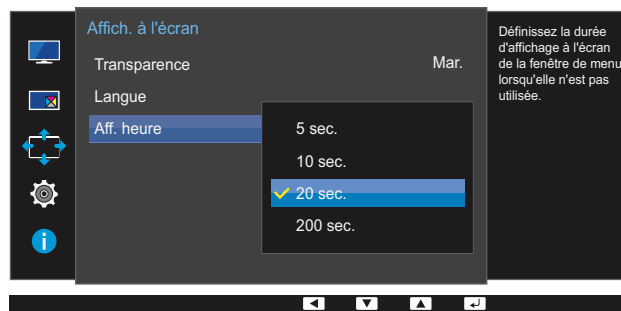 Affich. à l'écran
Transparence Mar.
Langue
Aff. heure
5 sec.
10 sec.
20 sec.
200 sec.
Définissez la durée
d'affichage à l'écran
de la fenêtre de menu
lorsqu'elle n'est pas
utilisée.